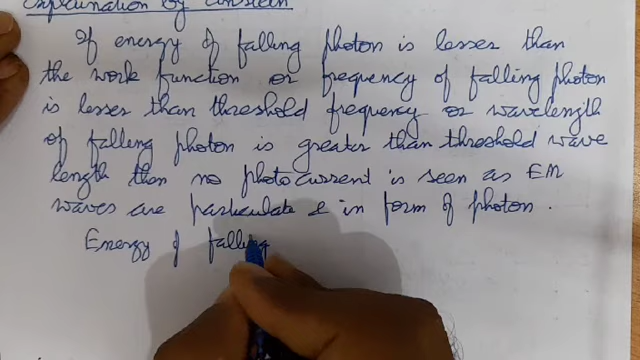 Explanation by Einstein
If energy of falling photon is lesser than
the work function or frequency of falling photon
is lesser than threshold frequency or wavelength
of falling photon is greater than threshold wave
length then no photocurrent is seen as EM
waves are particulate & in form of photon.
Energy of falling